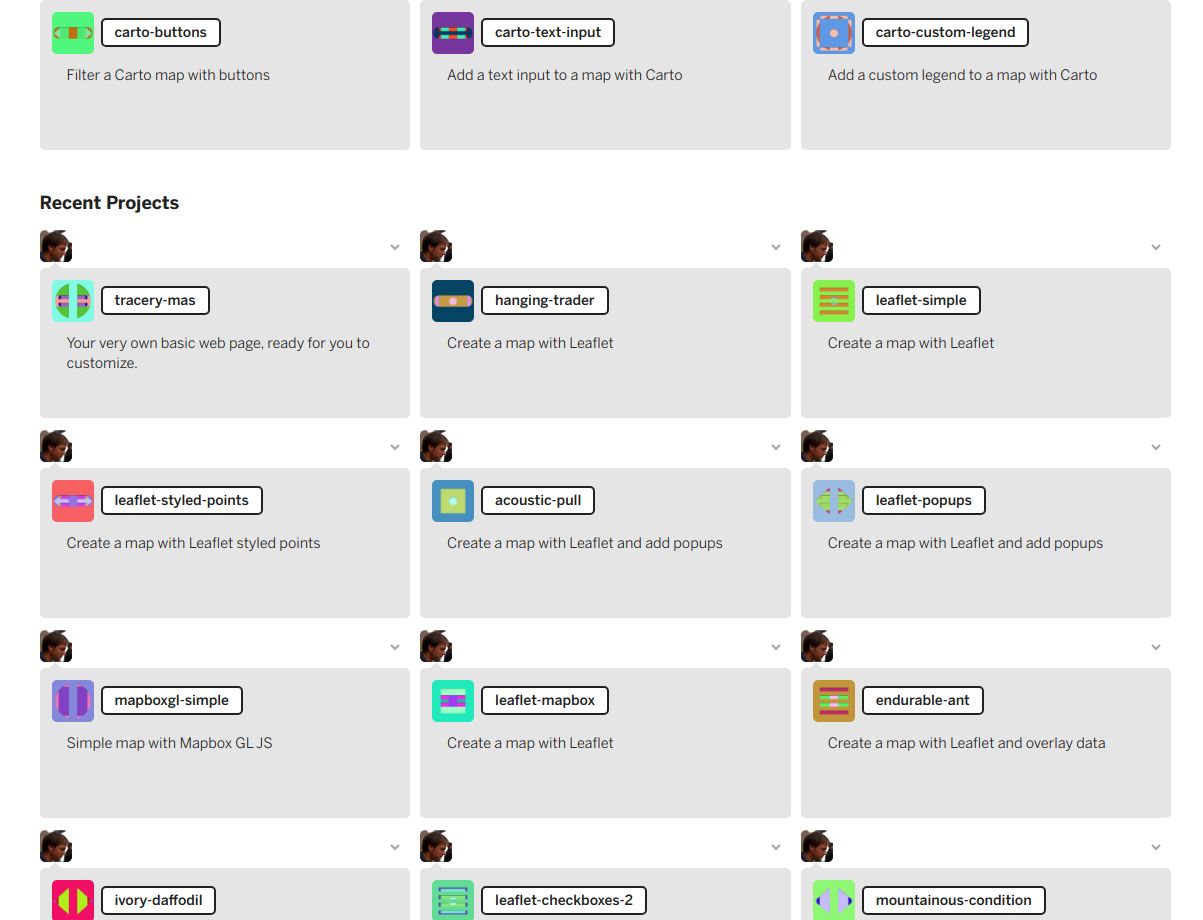 carto-buttons
Filter a Carto map with buttons
carto-text-input
Add a text input to a map with Carto
carto-custom-legend
Add a custom legend to a map with Carto
Recent Projects
tracery-mas
Your very own basic web page, ready for you to
customize.
hanging-trader
Create a map with Leaflet
leaflet-simple
Create a map with Leaflet
leaflet-styled-points
Create a map with Leaflet styled points
acoustic-pull
Create a map with Leaflet and add popups
leaflet-popups
Create a map with Leaflet and add popups
mapboxgl-simple
Simple map with Mapbox GL JS
leaflet-mapbox
Create a map with Leaflet
endurable-ant
Create a map with Leaflet and overlay data
ivory-daffodil
leaflet-checkboxes-2
mountainous-condition